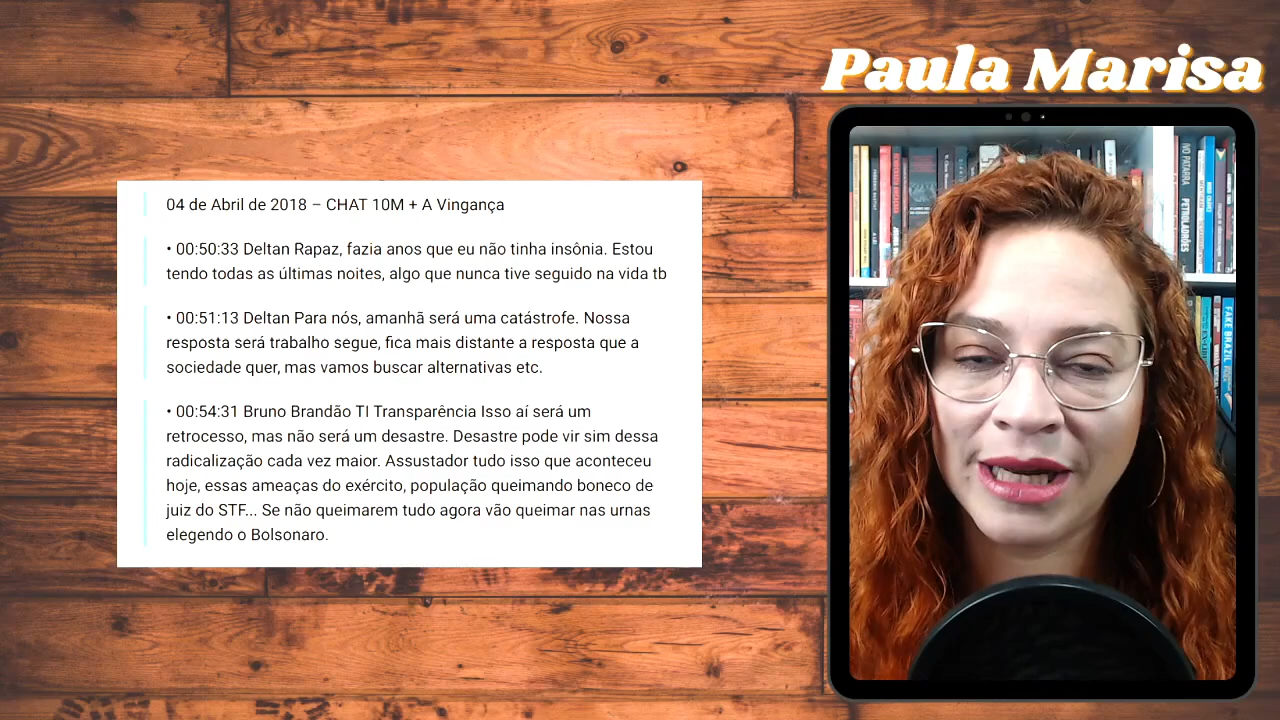 Paula Marisa
04 de Abril de 2018 – CHAT 10M + A Vingança
• 00:50:33 Deltan Rapaz, fazia anos que eu não tinha insônia. Estou
tendo todas as últimas noites, algo que nunca tive seguido na vida tb
• 00:51:13 Deltan Para nós, amanhã será uma catástrofe. Nossa
resposta será trabalho segue, fica mais distante a resposta que a
sociedade quer, mas vamos buscar alternativas etc.
• 00:54:31 Bruno Brandão TI Transparência Isso aí será um
retrocesso, mas não será um desastre. Desastre pode vir sim dessa
radicalização cada vez maior. Assustador tudo isso que aconteceu
hoje, essas ameaças do exército, população queimando boneco de
juiz do STF... Se não queimarem tudo agora vão queimar nas urnas
elegendo o Bolsonaro.
IVO PATARRA
PETROLADRÕES
FAKE BRAZIL